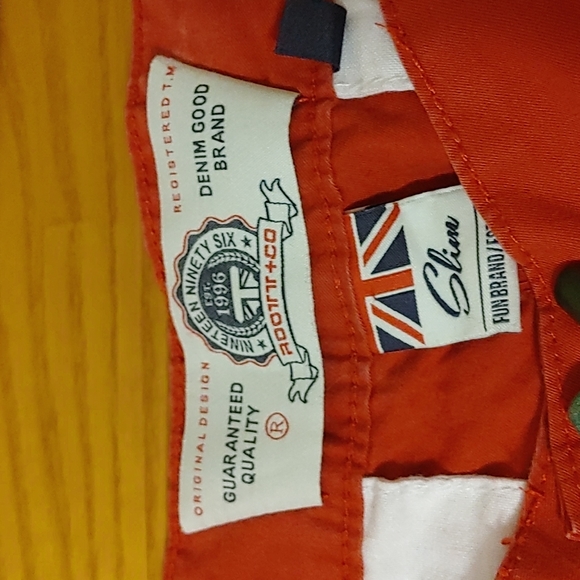 ORIGINAL DESIGN
REGISTERED T.M
GUARANTEED
QUALITY
®
NINETEEN NINETY SIX
EST.
1996
DENIM GOOD
BRAND
Slim
FUN BRAND